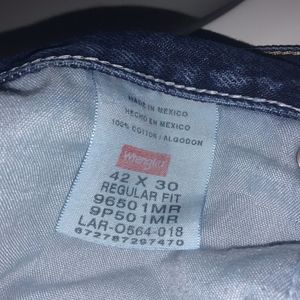 MADE IN MEXICO
HECHO EN MEXICO
100% COTTON / ALGODON
Wrangler
42 X 30
REGULAR FIT
96501MR
9P501MR
LAR-O564-018
672787297470